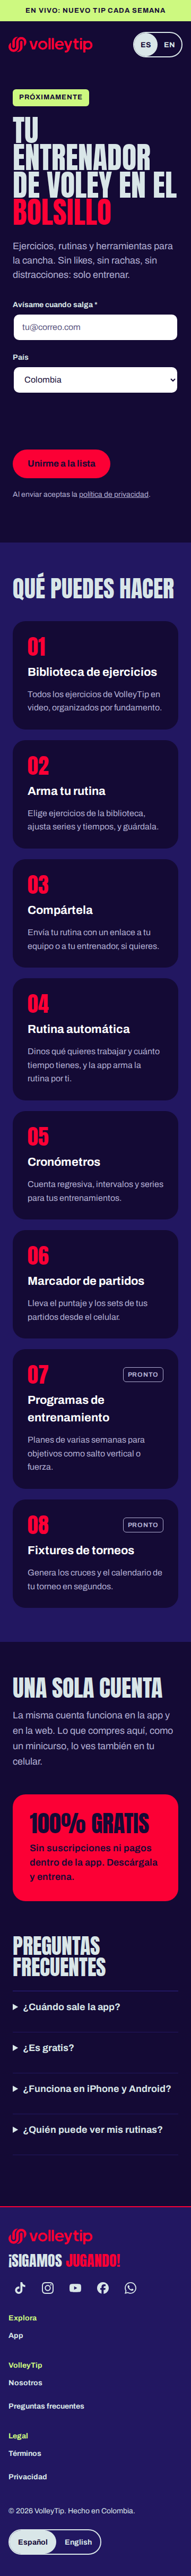 EN VIVO: NUEVO TIP CADA SEMANA
volleytip
ES EN
PRÓXIMAMENTE
TU
ENTRENADOR
DE VOLEY EN EL
BOLSILLO
Ejercicios, rutinas y herramientas para
la cancha. Sin likes, sin rachas, sin
distracciones: solo entrenar.
Avísame cuando salga *
tu@correo.com
País
Colombia
Unirme a la lista
Al enviar aceptas la política de privacidad.
QUÉ PUEDES HACER
01
Biblioteca de ejercicios
Todos los ejercicios de VolleyTip en
video, organizados por fundamento.
02
Arma tu rutina
Elige ejercicios de la biblioteca,
ajusta series y tiempos, y guárdala.
03
Compártela
Envía tu rutina con un enlace a tu
equipo o a tu entrenador, si quieres.
04
Rutina automática
Dinos qué quieres trabajar y cuánto
tiempo tienes, y la app arma la
rutina por ti.
05
Cronómetros
Cuenta regresiva, intervalos y series
para tus entrenamientos.
06
Marcador de partidos
Lleva el puntaje y los sets de tus
partidos desde el celular.
07
PRONTO
Programas de
entrenamiento
Planes de varias semanas para
objetivos como salto vertical o
fuerza.
08
PRONTO
Fixtures de torneos
Genera los cruces y el calendario de
tu torneo en segundos.
UNA SOLA CUENTA
La misma cuenta funciona en la app y
en la web. Lo que compres aquí, como
un minicurso, lo ves también en tu
celular.
100% GRATIS
Sin suscripciones ni pagos
dentro de la app. Descárgala
y entrena.
PREGUNTAS
FRECUENTES
¿Cuándo sale la app?
¿Es gratis?
¿Funciona en iPhone y Android?
¿Quién puede ver mis rutinas?
volleytip
¡SIGAMOS JUGANDO!
Explora
App
VolleyTip
Nosotros
Preguntas frecuentes
Legal
Términos
Privacidad
© 2026 VolleyTip. Hecho en Colombia.
Español English